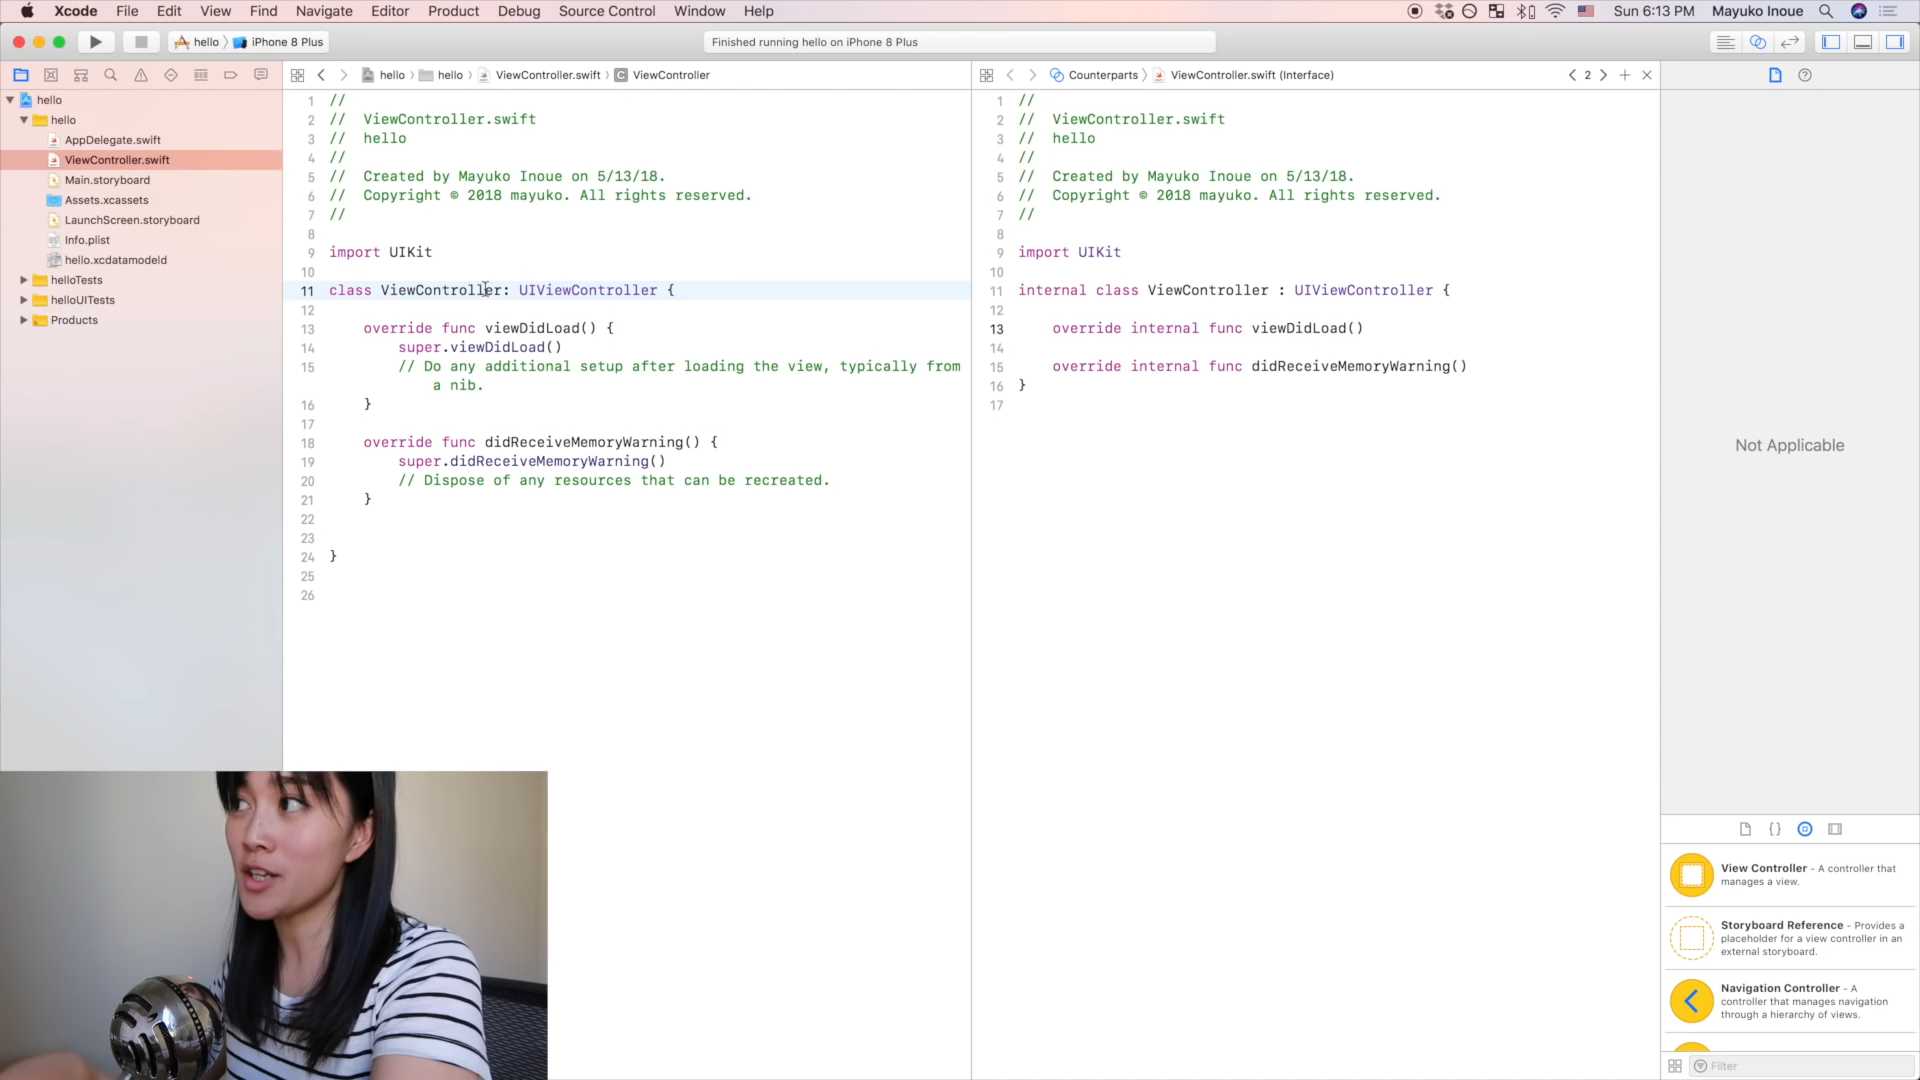 Xcode File Edit View Find Navigate Editor Product Debug Source Control Window Help
Sun 6:13 PM Mayuko Inoue
hello iPhone 8 Plus
Finished running hello on iPhone 8 Plus
hello hello ViewController.swift C ViewController
Counterparts ViewController.swift (Interface)
2
hello
hello
AppDelegate.swift
ViewController.swift
Main.storyboard
Assets.xcassets
LaunchScreen.storyboard
Info.plist
hello.xcdatamodeld
helloTests
helloUITests
Products
1 //
2 // ViewController.swift
3 // hello
4 //
5 // Created by Mayuko Inoue on 5/13/18.
6 // Copyright © 2018 mayuko. All rights reserved.
7 //
8
9 import UIKit
10
11 class ViewController: UIViewController {
12
13 override func viewDidLoad() {
14 super.viewDidLoad()
15 // Do any additional setup after loading the view, typically from
a nib.
16 }
17
18 override func didReceiveMemoryWarning() {
19 super.didReceiveMemoryWarning()
20 // Dispose of any resources that can be recreated.
21 }
22
23
24 }
25
26
1 //
2 // ViewController.swift
3 // hello
4 //
5 // Created by Mayuko Inoue on 5/13/18.
6 // Copyright © 2018 mayuko. All rights reserved.
7 //
8
9 import UIKit
10
11 internal class ViewController : UIViewController {
12
13 override internal func viewDidLoad()
14
15 override internal func didReceiveMemoryWarning()
16 }
17
Not Applicable
{}
View Controller - A controller that
manages a view.
Storyboard Reference - Provides a
placeholder for a view controller in an
external storyboard.
Navigation Controller - A
controller that manages navigation
through a hierarchy of views.
Filter